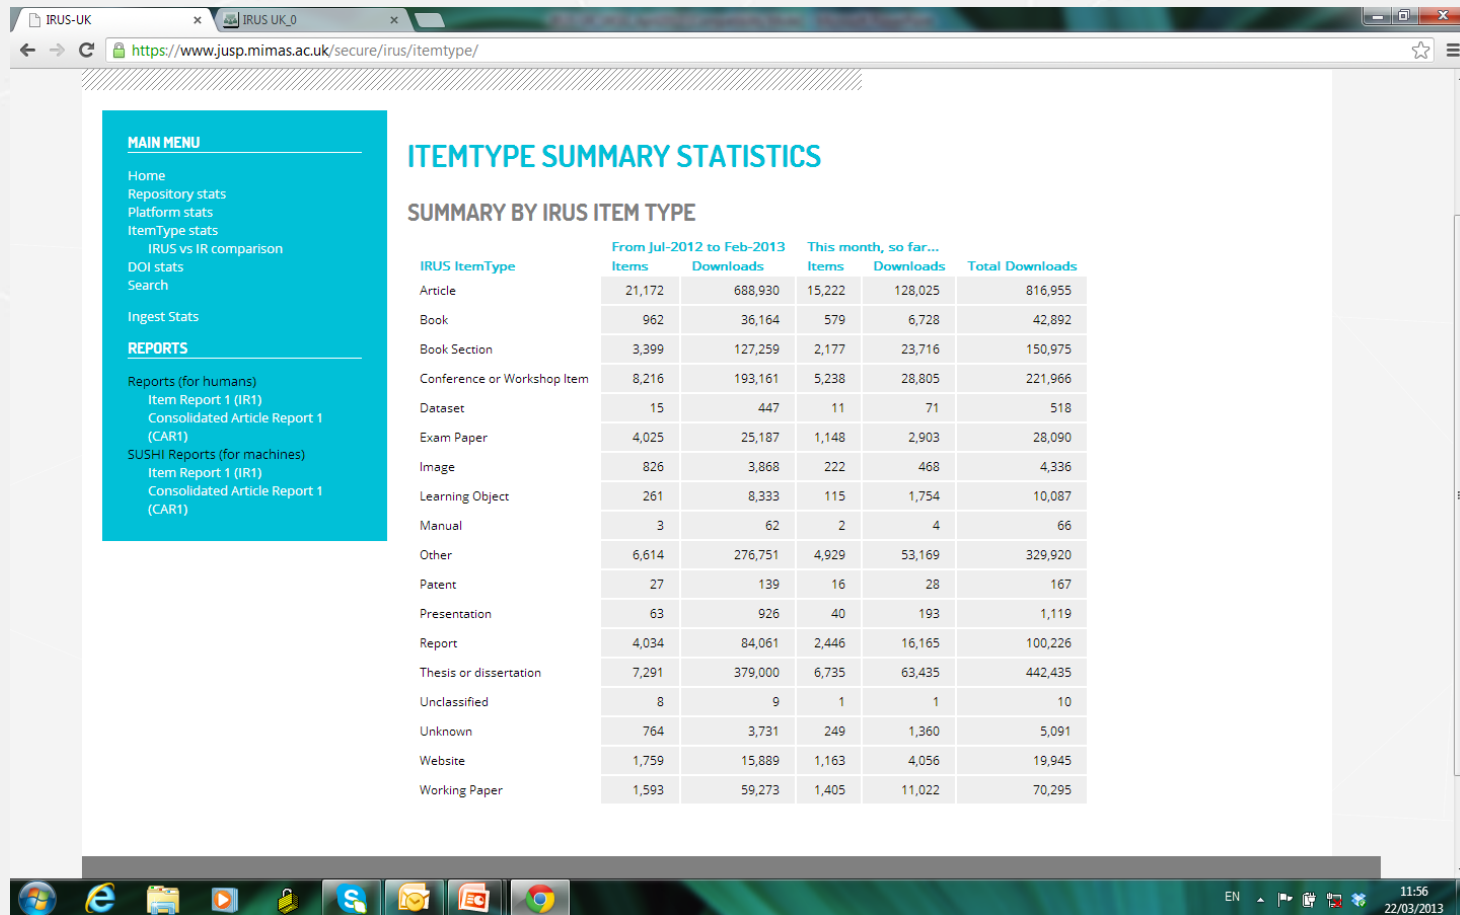 IRUS-UK
IRUS UK_0
https://www.jusp.mimas.ac.uk/secure/irus/itemtype/
MAIN MENU
Home
Repository stats
Platform stats
ItemType stats
IRUS vs IR comparison
DOI stats
Search
Ingest Stats
REPORTS
Reports (for humans)
Item Report 1 (IR1)
Consolidated Article Report 1
(CAR1)
SUSHI Reports (for machines)
Item Report 1 (IR1)
Consolidated Article Report 1
(CAR1)
ITEMTYPE SUMMARY STATISTICS
SUMMARY BY IRUS ITEM TYPE
From Jul-2012 to Feb-2013 This month, so far...
IRUS ItemType Items Downloads Items Downloads Total Downloads
Article 21,172 688,930 15,222 128,025 816,955
Book 962 36,164 579 6,728 42,892
Book Section 3,399 127,259 2,177 23,716 150,975
Conference or Workshop Item 8,216 193,161 5,238 28,805 221,966
Dataset 15 447 11 71 518
Exam Paper 4,025 25,187 1,148 2,903 28,090
Image 826 3,868 222 468 4,336
Learning Object 261 8,333 115 1,754 10,087
Manual 3 62 2 4 66
Other 6,614 276,751 4,929 53,169 329,920
Patent 27 139 16 28 167
Presentation 63 926 40 193 1,119
Report 4,034 84,061 2,446 16,165 100,226
Thesis or dissertation 7,291 379,000 6,735 63,435 442,435
Unclassified 8 9 1 1 10
Unknown 764 3,731 249 1,360 5,091
Website 1,759 15,889 1,163 4,056 19,945
Working Paper 1,593 59,273 1,405 11,022 70,295
EN
11:56
22/03/2013